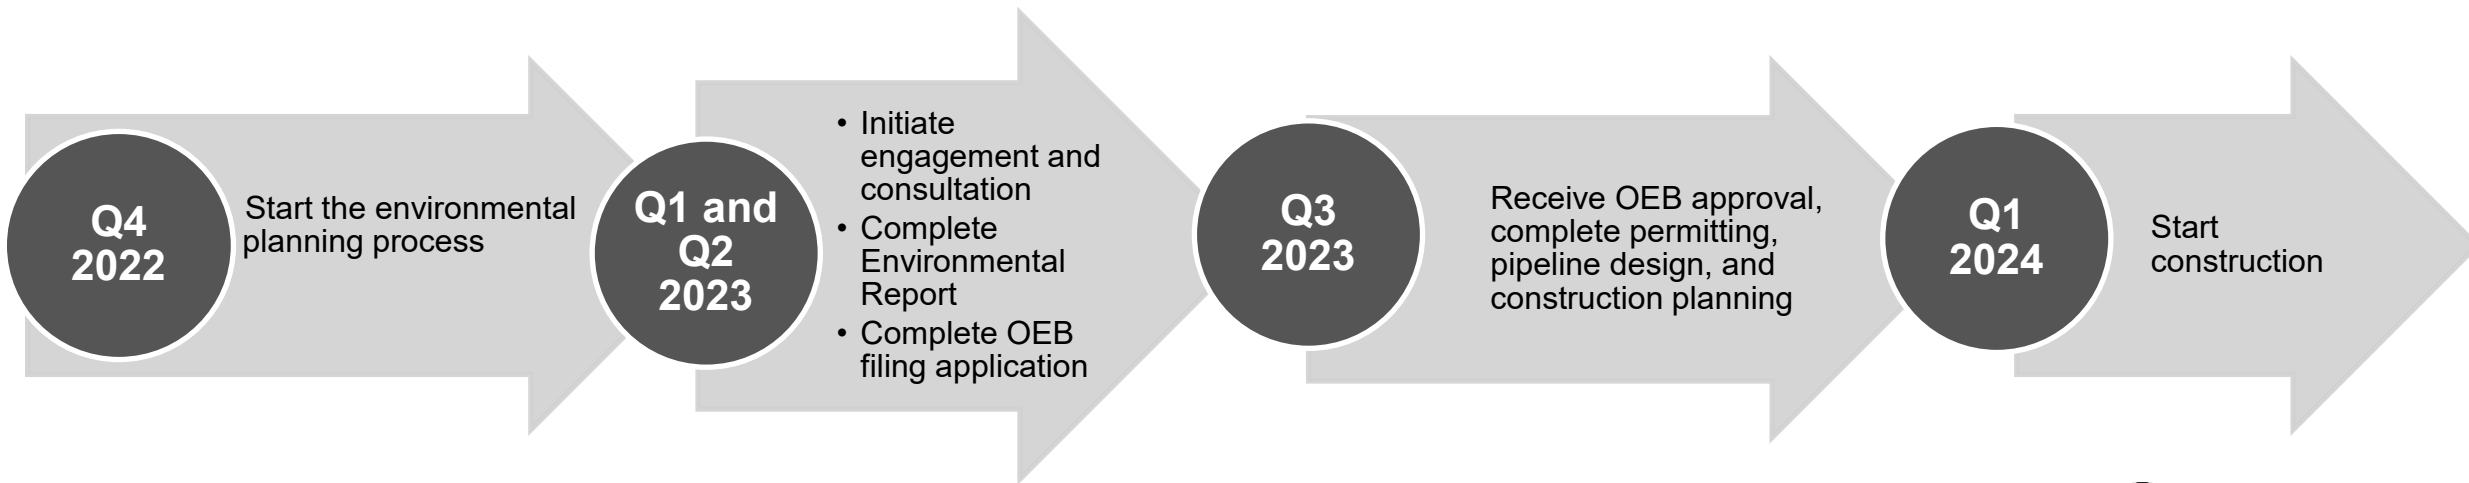 Q4
2022
Start the environmental
planning process
Q1 and
Q2
2023
• Initiate
engagement and
consultation
• Complete
Environmental
Report
• Complete OEB
filing application
Q3
2023
Receive OEB approval,
complete permitting,
pipeline design, and
construction planning
Q1
2024
Start
construction